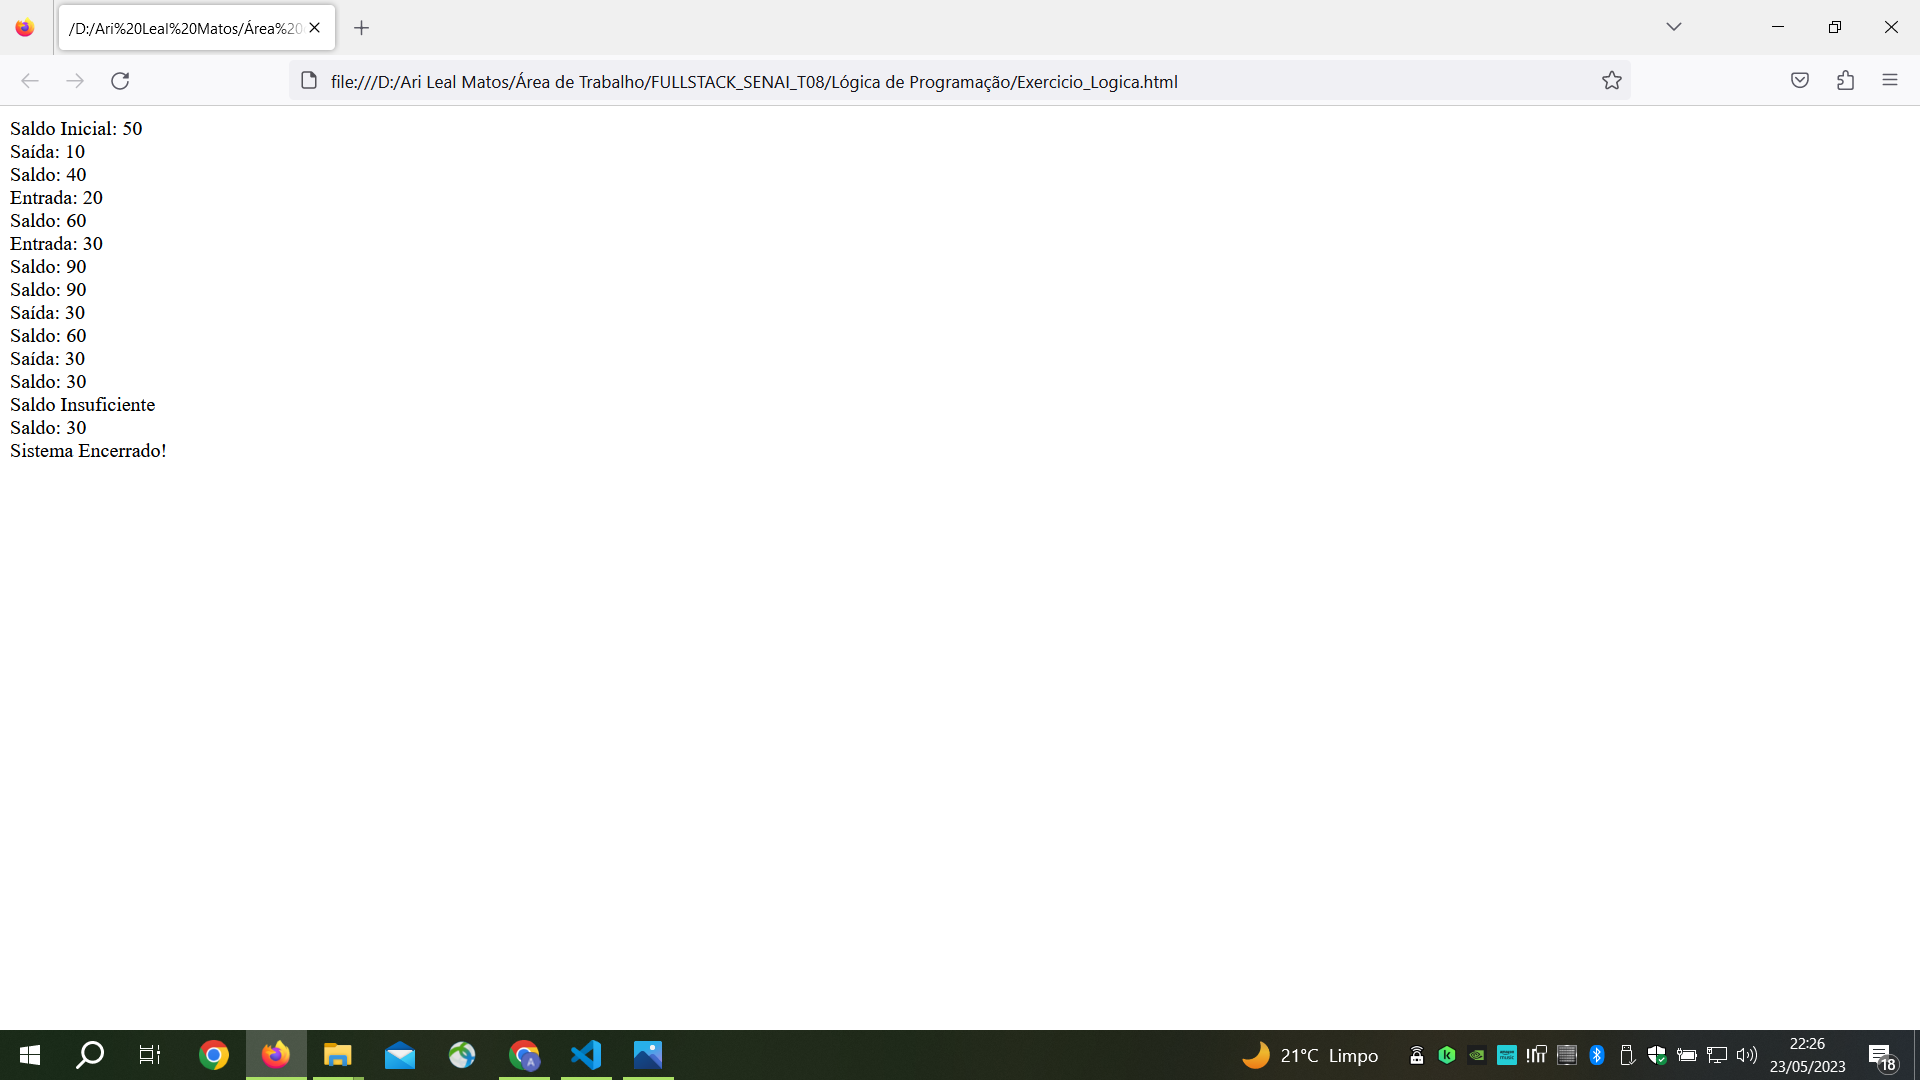 /D:/Ari%20Leal%20Matos/Área%20
file:///D:/Ari Leal Matos/Área de Trabalho/FULLSTACK_SENAI_T08/Lógica de Programação/Exercicio_Logica.html
Saldo Inicial: 50
Saída: 10
Saldo: 40
Entrada: 20
Saldo: 60
Entrada: 30
Saldo: 90
Saldo: 90
Saída: 30
Saldo: 60
Saída: 30
Saldo: 30
Saldo Insuficiente
Saldo: 30
Sistema Encerrado!
21°C Limpo
22:26
23/05/2023
18